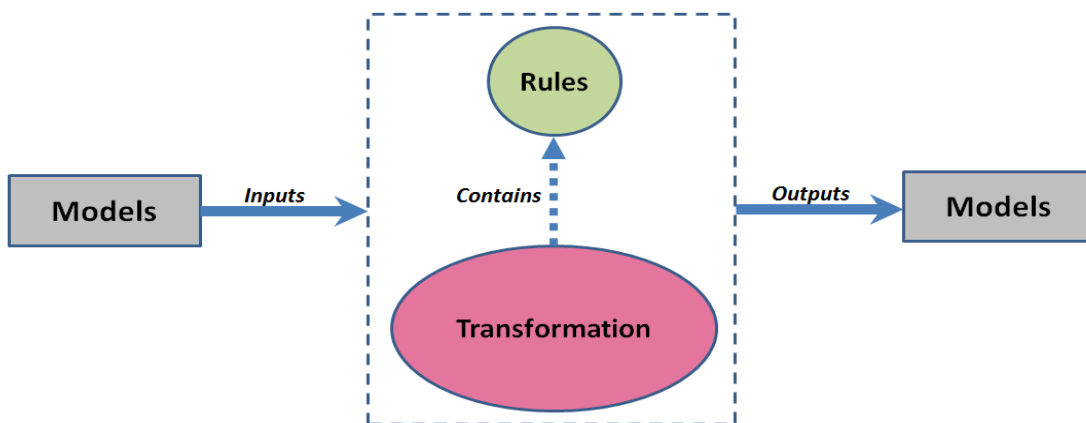 Rules
Models
Inputs
Contains
Outputs
Models
Transformation